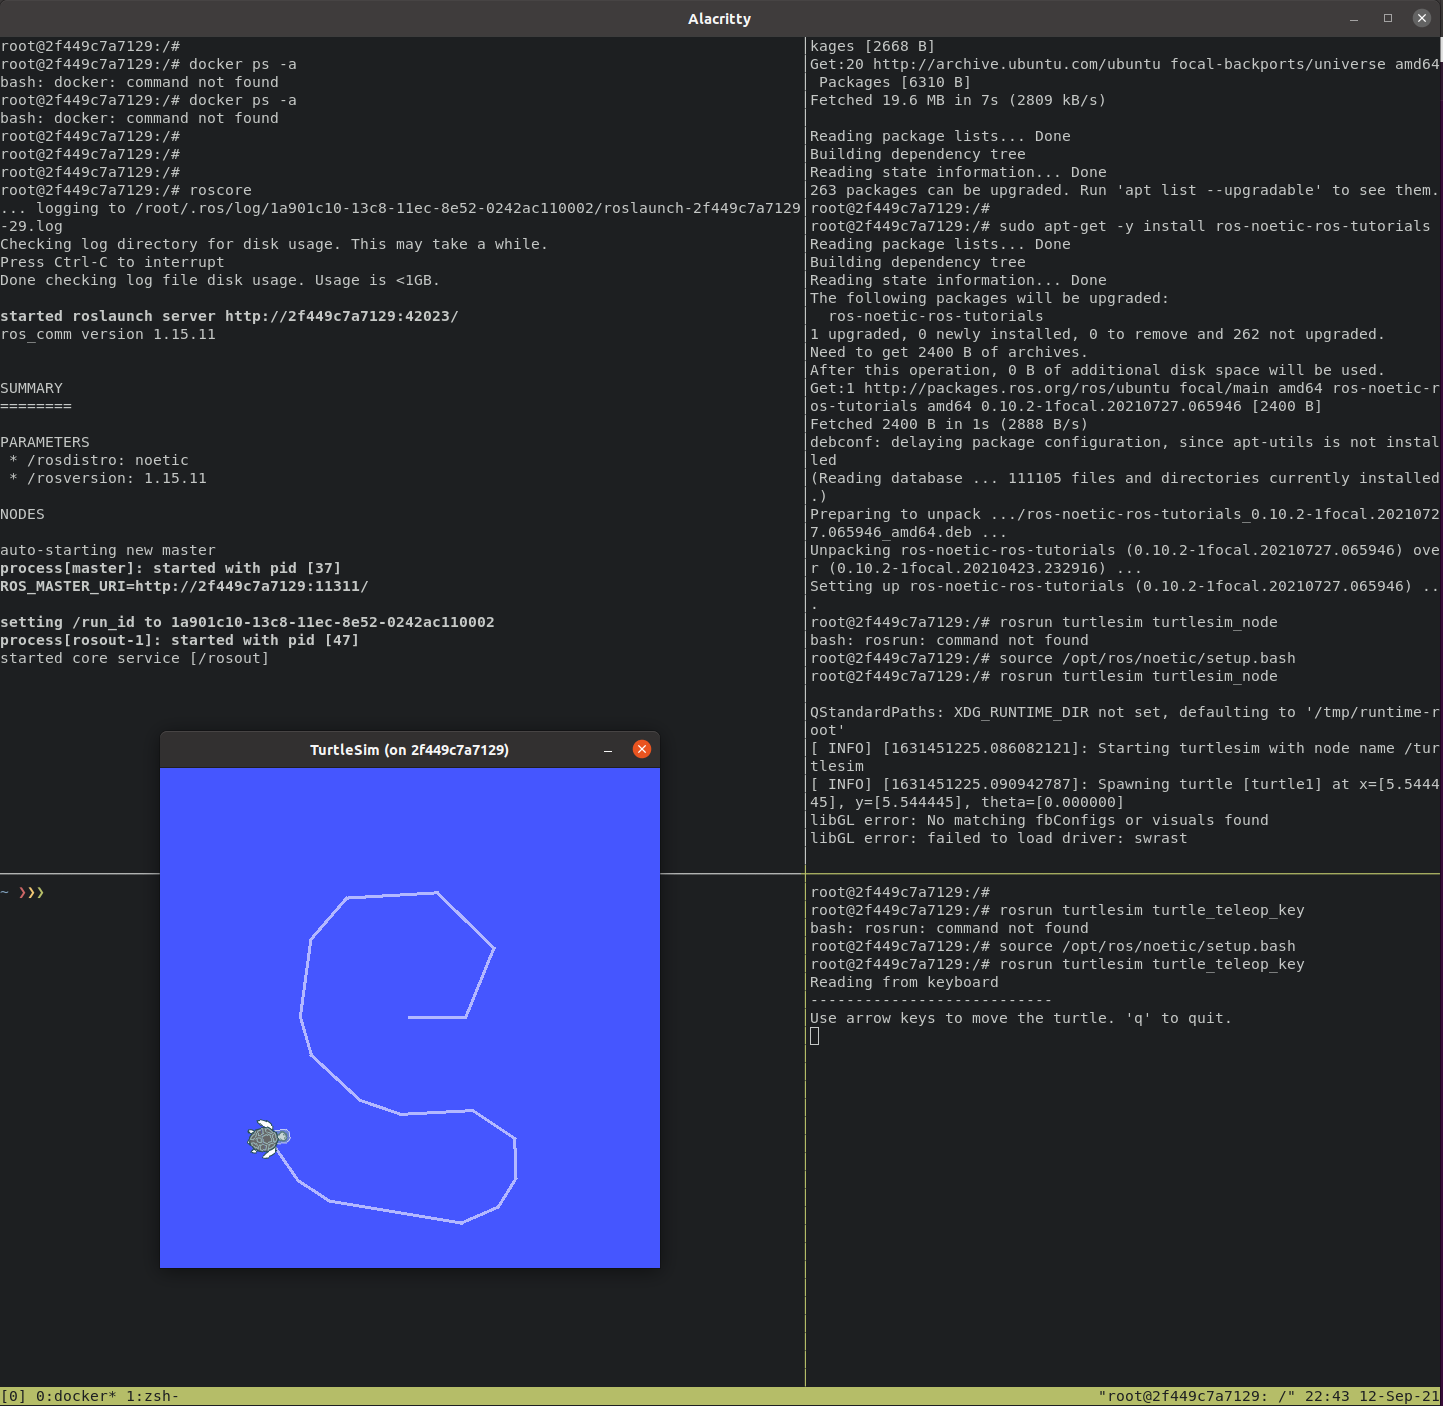 Alacritty
root@2f449c7a7129:/#
root@2f449c7a7129:/# docker ps -a
bash: docker: command not found
root@2f449c7a7129:/# docker ps -a
bash: docker: command not found
root@2f449c7a7129:/#
root@2f449c7a7129:/#
root@2f449c7a7129:/#
root@2f449c7a7129:/# roscore
... logging to /root/.ros/log/1a901c10-13c8-11ec-8e52-0242ac110002/roslaunch-2f449c7a7129
-29.log
Checking log directory for disk usage. This may take a while.
Press Ctrl-C to interrupt
Done checking log file disk usage. Usage is <1GB.
started roslaunch server http://2f449c7a7129:42023/
ros_comm version 1.15.11
SUMMARY
========
PARAMETERS
 * /rosdistro: noetic
 * /rosversion: 1.15.11
NODES
auto-starting new master
process[master]: started with pid [37]
ROS_MASTER_URI=http://2f449c7a7129:11311/
setting /run_id to 1a901c10-13c8-11ec-8e52-0242ac110002
process[rosout-1]: started with pid [47]
started core service [/rosout]
kages [2668 B]
Get:20 http://archive.ubuntu.com/ubuntu focal-backports/universe amd64
 Packages [6310 B]
Fetched 19.6 MB in 7s (2809 kB/s)
Reading package lists... Done
Building dependency tree
Reading state information... Done
263 packages can be upgraded. Run 'apt list --upgradable' to see them.
root@2f449c7a7129:/#
root@2f449c7a7129:/# sudo apt-get -y install ros-noetic-ros-tutorials
Reading package lists... Done
Building dependency tree
Reading state information... Done
The following packages will be upgraded:
  ros-noetic-ros-tutorials
1 upgraded, 0 newly installed, 0 to remove and 262 not upgraded.
Need to get 2400 B of archives.
After this operation, 0 B of additional disk space will be used.
Get:1 http://packages.ros.org/ros/ubuntu focal/main amd64 ros-noetic-r
os-tutorials amd64 0.10.2-1focal.20210727.065946 [2400 B]
Fetched 2400 B in 1s (2888 B/s)
debconf: delaying package configuration, since apt-utils is not instal
led
(Reading database ... 111105 files and directories currently installed
.)
Preparing to unpack .../ros-noetic-ros-tutorials_0.10.2-1focal.2021072
7.065946_amd64.deb ...
Unpacking ros-noetic-ros-tutorials (0.10.2-1focal.20210727.065946) ove
r (0.10.2-1focal.20210423.232916) ...
Setting up ros-noetic-ros-tutorials (0.10.2-1focal.20210727.065946) ..
.
root@2f449c7a7129:/# rosrun turtlesim turtlesim_node
bash: rosrun: command not found
root@2f449c7a7129:/# source /opt/ros/noetic/setup.bash
root@2f449c7a7129:/# rosrun turtlesim turtlesim_node
QStandardPaths: XDG_RUNTIME_DIR not set, defaulting to '/tmp/runtime-r
oot'
[ INFO] [1631451225.086082121]: Starting turtlesim with node name /tur
tlesim
[ INFO] [1631451225.090942787]: Spawning turtle [turtle1] at x=[5.5444
45], y=[5.544445], theta=[0.000000]
libGL error: No matching fbConfigs or visuals found
libGL error: failed to load driver: swrast
TurtleSim (on 2f449c7a7129)
~ ❯❯❯
root@2f449c7a7129:/#
root@2f449c7a7129:/# rosrun turtlesim turtle_teleop_key
bash: rosrun: command not found
root@2f449c7a7129:/# source /opt/ros/noetic/setup.bash
root@2f449c7a7129:/# rosrun turtlesim turtle_teleop_key
Reading from keyboard
---------------------------
Use arrow keys to move the turtle. 'q' to quit.
[0] 0:docker* 1:zsh-
"root@2f449c7a7129: /" 22:43 12-Sep-21